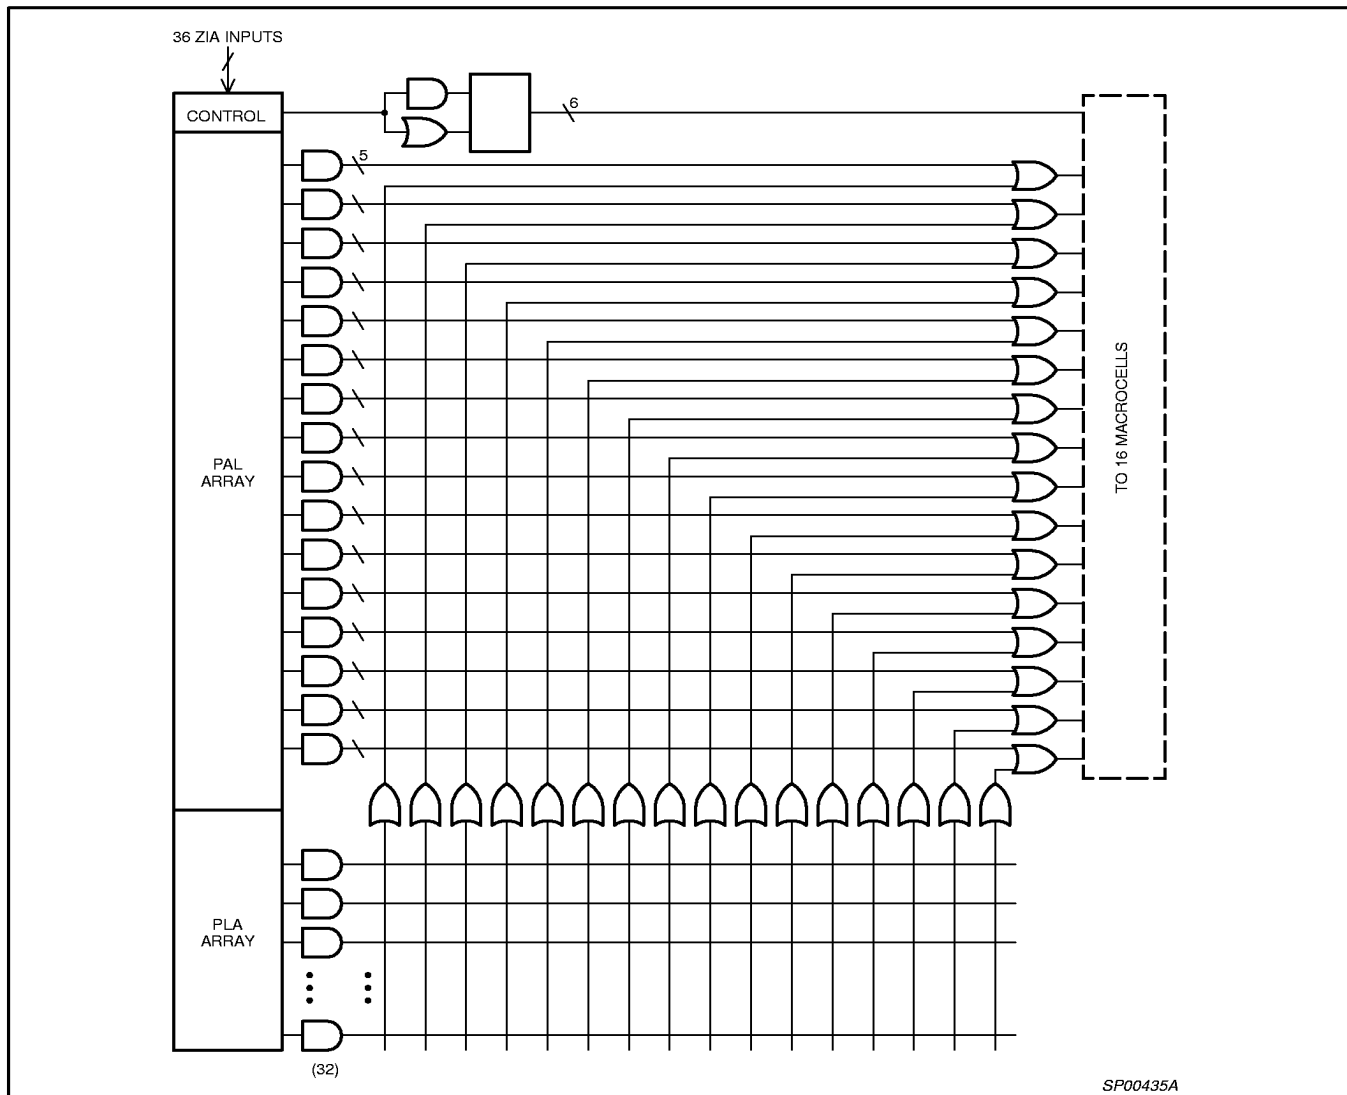 36 ZIA INPUTS
CONTROL
6
5
PAL
ARRAY
TO 16 MACROCELLS
PLA
ARRAY
(32)
SP00435A